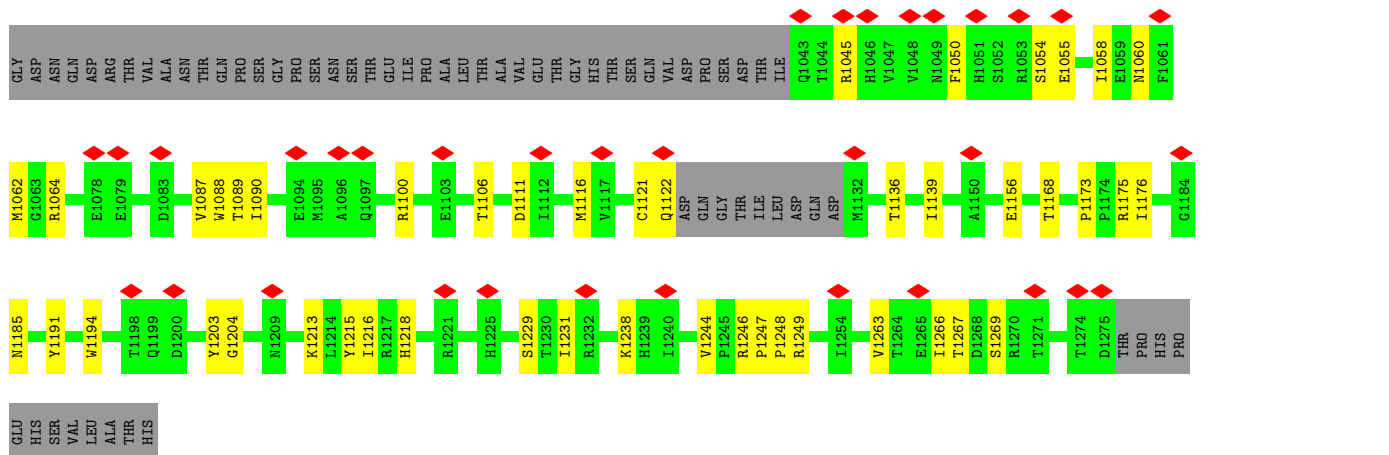 GLY ASP ASN GLN ASP ARG THR VAL ALA ASN THR GLN PRO SER GLY PRO SER ASN SER THR GLU ILE PRO ALA LEU THR ALA VAL GLU THR GLY HIS THR SER GLN VAL ASP PRO SER ASP THR ILE Q1043 T1044 R1045 H1046 V1047 V1048 N1049 F1050 H1051 S1052 R1053 S1054 E1055 I1058 E1059 N1060 F1061
M1062 G1063 R1064 E1078 E1079 D1083 V1087 W1088 T1089 I1090 E1094 M1095 A1096 Q1097 R1100 E1103 T1106 D1111 I1112 M1116 V1117 C1121 Q1122 ASP GLN GLY THR ILE LEU ASP GLN ASP M1132 T1136 I1139 A1150 E1156 T1168 P1173 P1174 R1175 I1176 G1184
N1185 Y1191 W1194 T1198 Q1199 D1200 Y1203 G1204 N1209 K1213 L1214 Y1215 I1216 R1217 H1218 R1221 H1225 S1229 T1230 I1231 R1232 K1238 H1239 I1240 V1244 P1245 R1246 P1247 P1248 R1249 I1254 V1263 T1264 E1265 I1266 T1267 D1268 S1269 R1270 T1271 T1274 D1275 THR PRO HIS PRO
GLU HIS SER VAL LEU ALA THR HIS